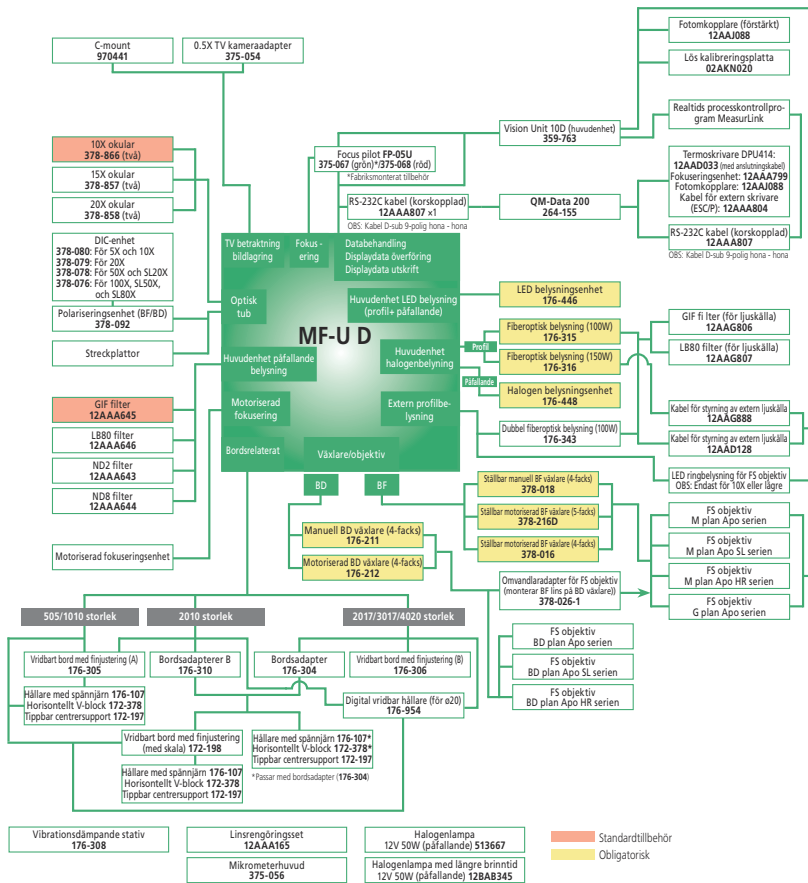 C-mount
970441
0.5X TV kameraadapter
375-054
Fotomkopplare (förstärkt)
12AAJ088
Lös kalibreringsplatta
02AKN020
Vision Unit 10D (huvudenhet)
359-763
Realtids processkontrollpro-
gram MeasurLink
10X okular
378-866 (två)
15X okular
378-857 (två)
20X okular
378-858 (två)
Focus pilot FP-05U
375-067 (grön)*/375-068 (röd)
*Fabriksmonterat tillbehör
RS-232C kabel (korskopplad)
12AAA807 x1
OBS: Kabel D-sub 9-polig hona - hona
QM-Data 200
264-155
Termoskrivare DPU414:
12AAD033 (med anslutningskabel)
Fokuseringsenhet: 12AAA799
Fotomkopplare: 12AAJ088
Kabel för extern skrivare
(ESC/P): 12AAA804
RS-232C kabel (korskopplad)
12AAA807
OBS: Kabel D-sub 9-polig hona - hona
DIC-enhet
378-080: För 5X och 10X
378-079: För 20X
378-078: För 50X och SL20X
378-076: För 100X, SL50X,
och SL80X
Polariseringsenhet (BF/BD)
378-092
Streckplattor
TV betraktning
bildlagring
Fokus -
ering
Databehandling
Displaydata överföring
Displaydata utskrift
Optisk
tub
Huvudenhet LED belysning
(profil+ påfallande)
MF-U D
Huvudenhet påfallande
belysning
Huvudenhet
halogenbelyning
Motoriserad
fokusering
Extern profilbe-
lysning
Bordsrelaterat
Växlare/objektiv
BD
BF
LED belysningsenhet
176-446
Profil
Påfallande
Fiberoptisk belysning (100W)
176-315
Fiberoptisk belysning (150W)
176-316
Halogen belysningsenhet
176-448
Dubbel fiberoptisk belysning (100W)
176-343
GIF fi lter (för ljuskälla)
12AAG806
LB80 filter (för ljuskälla)
12AAG807
Kabel för styrning av extern ljuskälla
12AAG888
Kabel för styrning av extern ljuskälla
12AAD128
LED ringbelysning för FS objektiv
OBS: Endast för 10X eller lägre
GIF filter
12AAA645
LB80 filter
12AAA646
ND2 filter
12AAA643
ND8 filter
12AAA644
Motoriserad fokuseringsenhet
Manuell BD växlare (4-facks)
176-211
Motoriserad BD växlare (4-facks)
176-212
Ställbar manuell BF växlare (4-facks)
378-018
Ställbar motoriserad BF växlare (5-facks)
378-216D
Ställbar motoriserad BF växlare (4-facks)
378-016
Omvandlaradapter för FS objektiv
(monterar BF lins på BD växlare))
378-026-1
FS objektiv
M plan Apo serien
FS objektiv
M plan Apo SL serien
FS objektiv
M plan Apo HR serien
FS objektiv
G plan Apo serien
FS objektiv
BD plan Apo serien
FS objektiv
BD plan Apo SL serien
FS objektiv
BD plan Apo HR serien
505/1010 storlek
2010 storlek
2017/3017/4020 storlek
Vridbart bord med finjustering (A)
176-305
Bordsadapterer B
176-310
Bordsadapter
176-304
Vridbart bord med finjustering (B)
176-306
Hållare med spännjärn 176-107
Horisontellt V-block 172-378
Tippbar centrersupport 172-197
Digital vridbar hållare (för ø20)
176-954
Vridbart bord med finjustering
(med skala) 172-198
Hållare med spännjärn 176-107*
Horisontellt V-block 172-378*
Tippbar centrersupport 172-197
*Passar med bordsadapter (176-304)
Hållare med spännjärn 176-107
Horisontellt V-block 172-378
Tippbar centrersupport 172-197
Vibrationsdämpande stativ
176-308
Linsrengöringsset
12AAA165
Mikrometerhuvud
375-056
Halogenlampa
12V 50W (påfallande) 513667
Halogenlampa med längre brinntid
12V 50W (påfallande) 12BAB345
Standardtillbehör
Obligatorisk